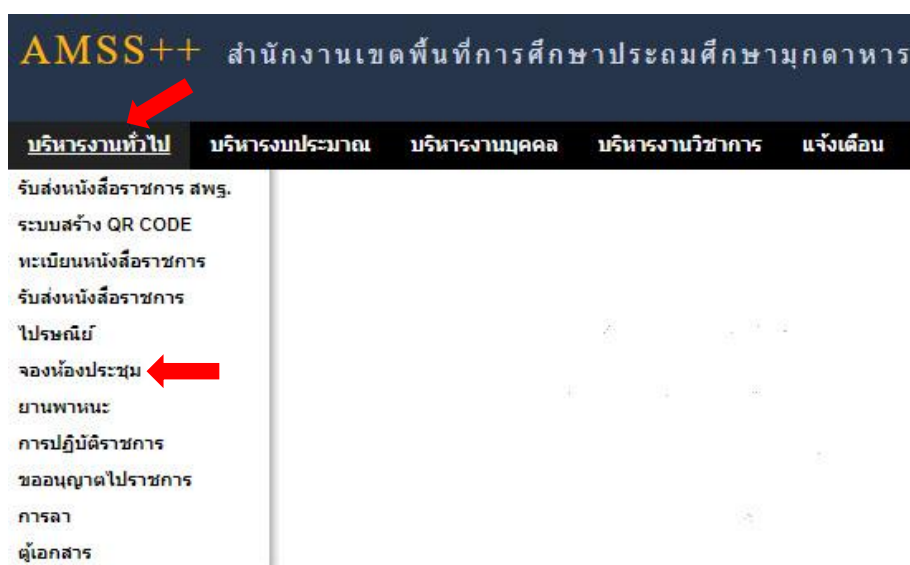 AMSS++ สำนักงานเขตพื้นที่การศึกษาประถมศึกษามุกดาหาร
บริหารงานทั่วไป บริหารงบประมาณ บริหารงานบุคคล บริหารงานวิชาการ แจ้งเตือน
รับส่งหนังสือราชการ สพฐ.
ระบบสร้าง QR CODE
ทะเบียนหนังสือราชการ
รับส่งหนังสือราชการ
ไปรษณีย์
จองห้องประชุม
ยานพาหนะ
การปฏิบัติราชการ
ขออนุญาตไปราชการ
การลา
ตู้เอกสาร